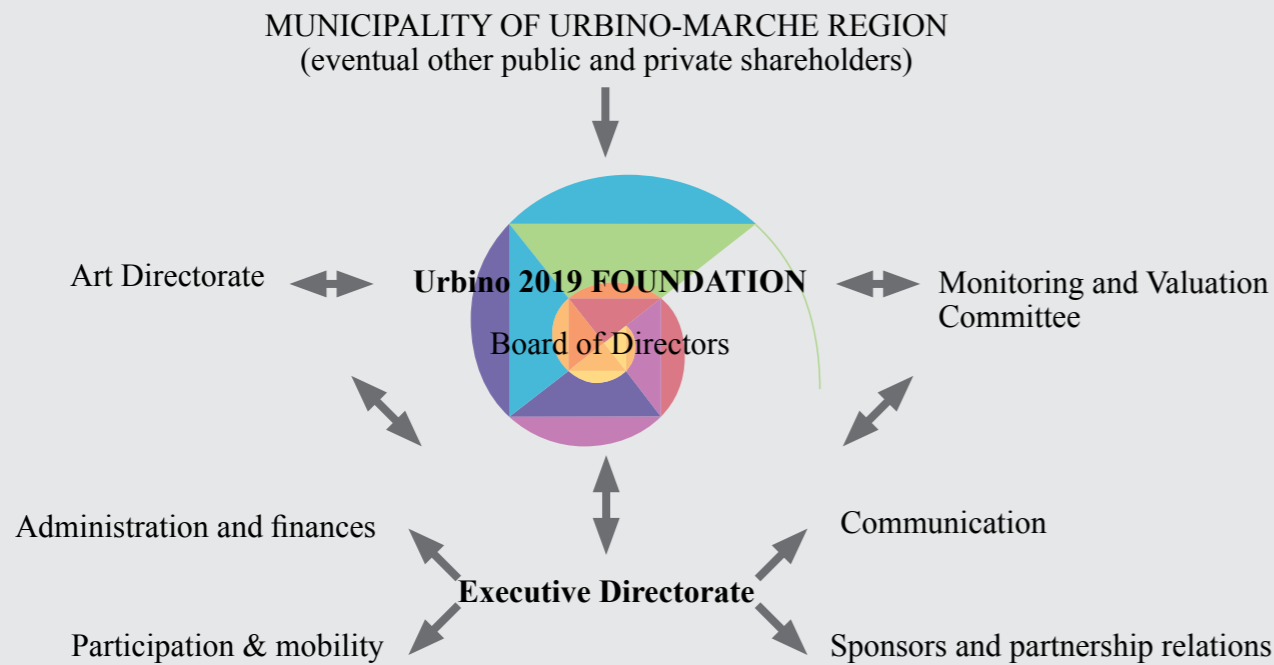 MUNICIPALITY OF URBINO-MARCHE REGION
(eventual other public and private shareholders)
Art Directorate
Urbino 2019 FOUNDATION
Board of Directors
Monitoring and Valuation
Committee
Administration and finances
Communication
Executive Directorate
Participation & mobility
Sponsors and partnership relations